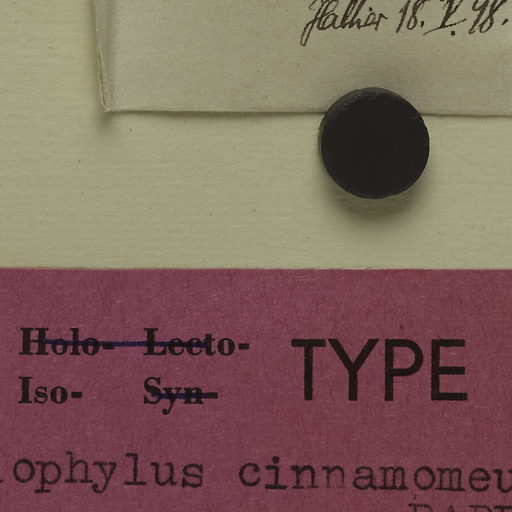 Hallier 18. V. 98.
Holo- Lecto-
Iso- Syn-
TYPE
ophylus cinnamomeu